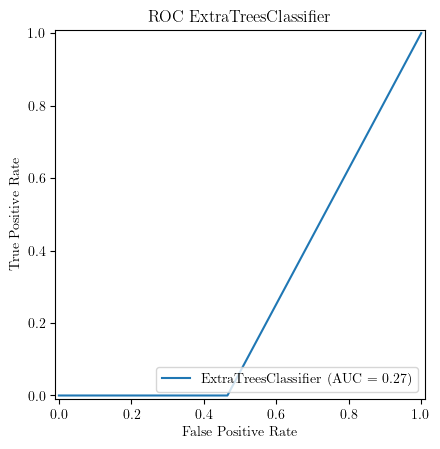 ROC ExtraTreesClassifier
True Positive Rate
1.0
0.8
0.6
0.4
0.2
0.0
ExtraTreesClassifier (AUC = 0.27)
0.0 0.2 0.4 0.6 0.8 1.0
False Positive Rate